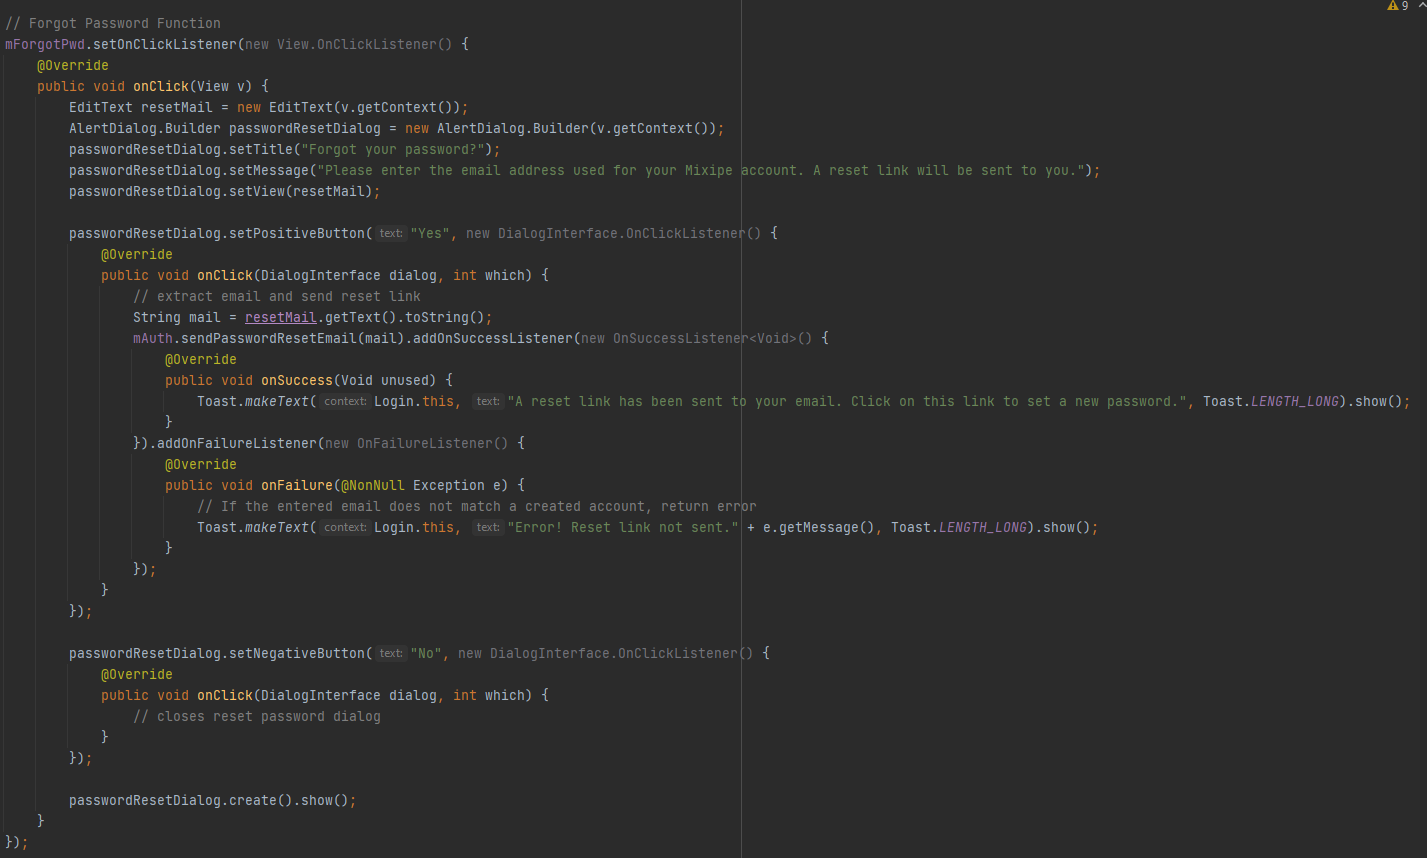 9
// Forgot Password Function
mForgotPwd.setOnClickListener(new View.OnClickListener() {
@Override
public void onClick(View v) {
EditText resetMail = new EditText(v.getContext());
AlertDialog.Builder passwordResetDialog = new AlertDialog.Builder(v.getContext());
passwordResetDialog.setTitle("Forgot your password?");
passwordResetDialog.setMessage("Please enter the email address used for your Mixipe account. A reset link will be sent to you.");
passwordResetDialog.setView(resetMail);
passwordResetDialog.setPositiveButton( text: "Yes", new DialogInterface.OnClickListener() {
@Override
public void onClick(DialogInterface dialog, int which) {
// extract email and send reset link
String mail = resetMail.getText().toString();
mAuth.sendPasswordResetEmail(mail).addOnSuccessListener(new OnSuccessListener<Void>() {
@Override
public void onSuccess(Void unused) {
Toast.makeText( context: Login.this, text: "A reset link has been sent to your email. Click on this link to set a new password.", Toast.LENGTH_LONG).show();
}
}).addOnFailureListener(new OnFailureListener() {
@Override
public void onFailure(@NonNull Exception e) {
// If the entered email does not match a created account, return error
Toast.makeText( context: Login.this, text: "Error! Reset link not sent." + e.getMessage(), Toast.LENGTH_LONG).show();
}
});
}
});
passwordResetDialog.setNegativeButton( text: "No", new DialogInterface.OnClickListener() {
@Override
public void onClick(DialogInterface dialog, int which) {
// closes reset password dialog
}
});
passwordResetDialog.create().show();
}
});